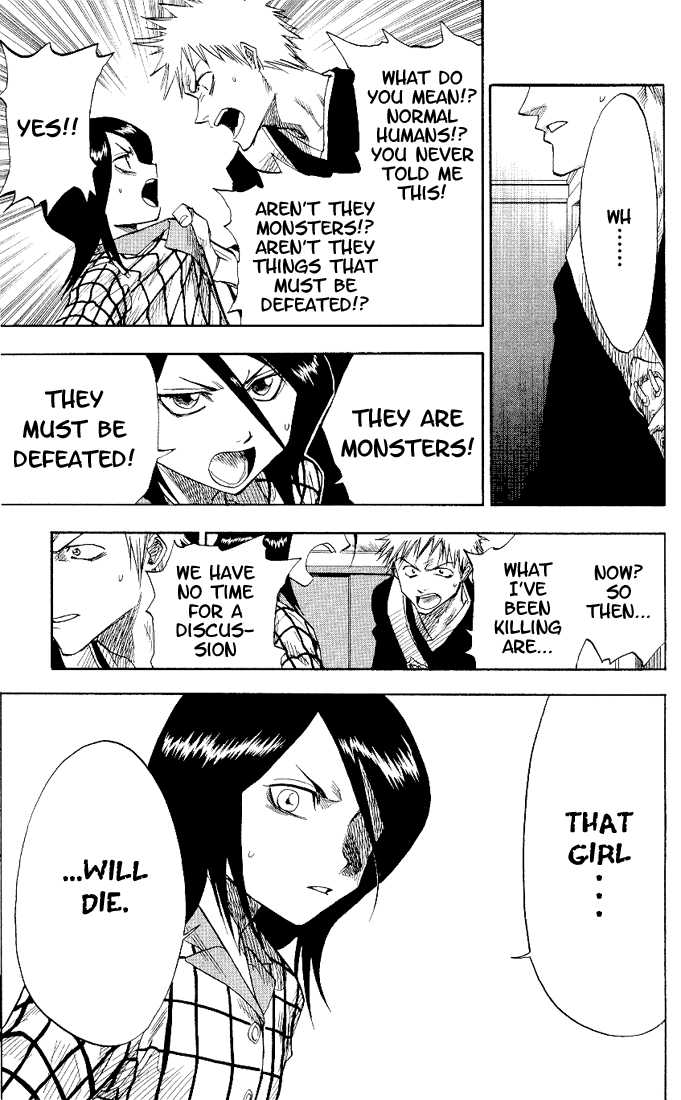 WH
......
WHAT DO
YOU MEAN!?
NORMAL
HUMANS!?
YOU NEVER
TOLD ME
THIS!
AREN'T THEY
MONSTERS!?
AREN'T THEY
THINGS THAT
MUST BE
DEFEATED!?
YES!!
THEY ARE
MONSTERS!
THEY
MUST BE
DEFEATED!
NOW?
SO
THEN...
WHAT
I'VE
BEEN
KILLING
ARE...
WE HAVE
NO TIME
FOR A
DISCUS-
SION
THAT
GIRL
...
...WILL
DIE.